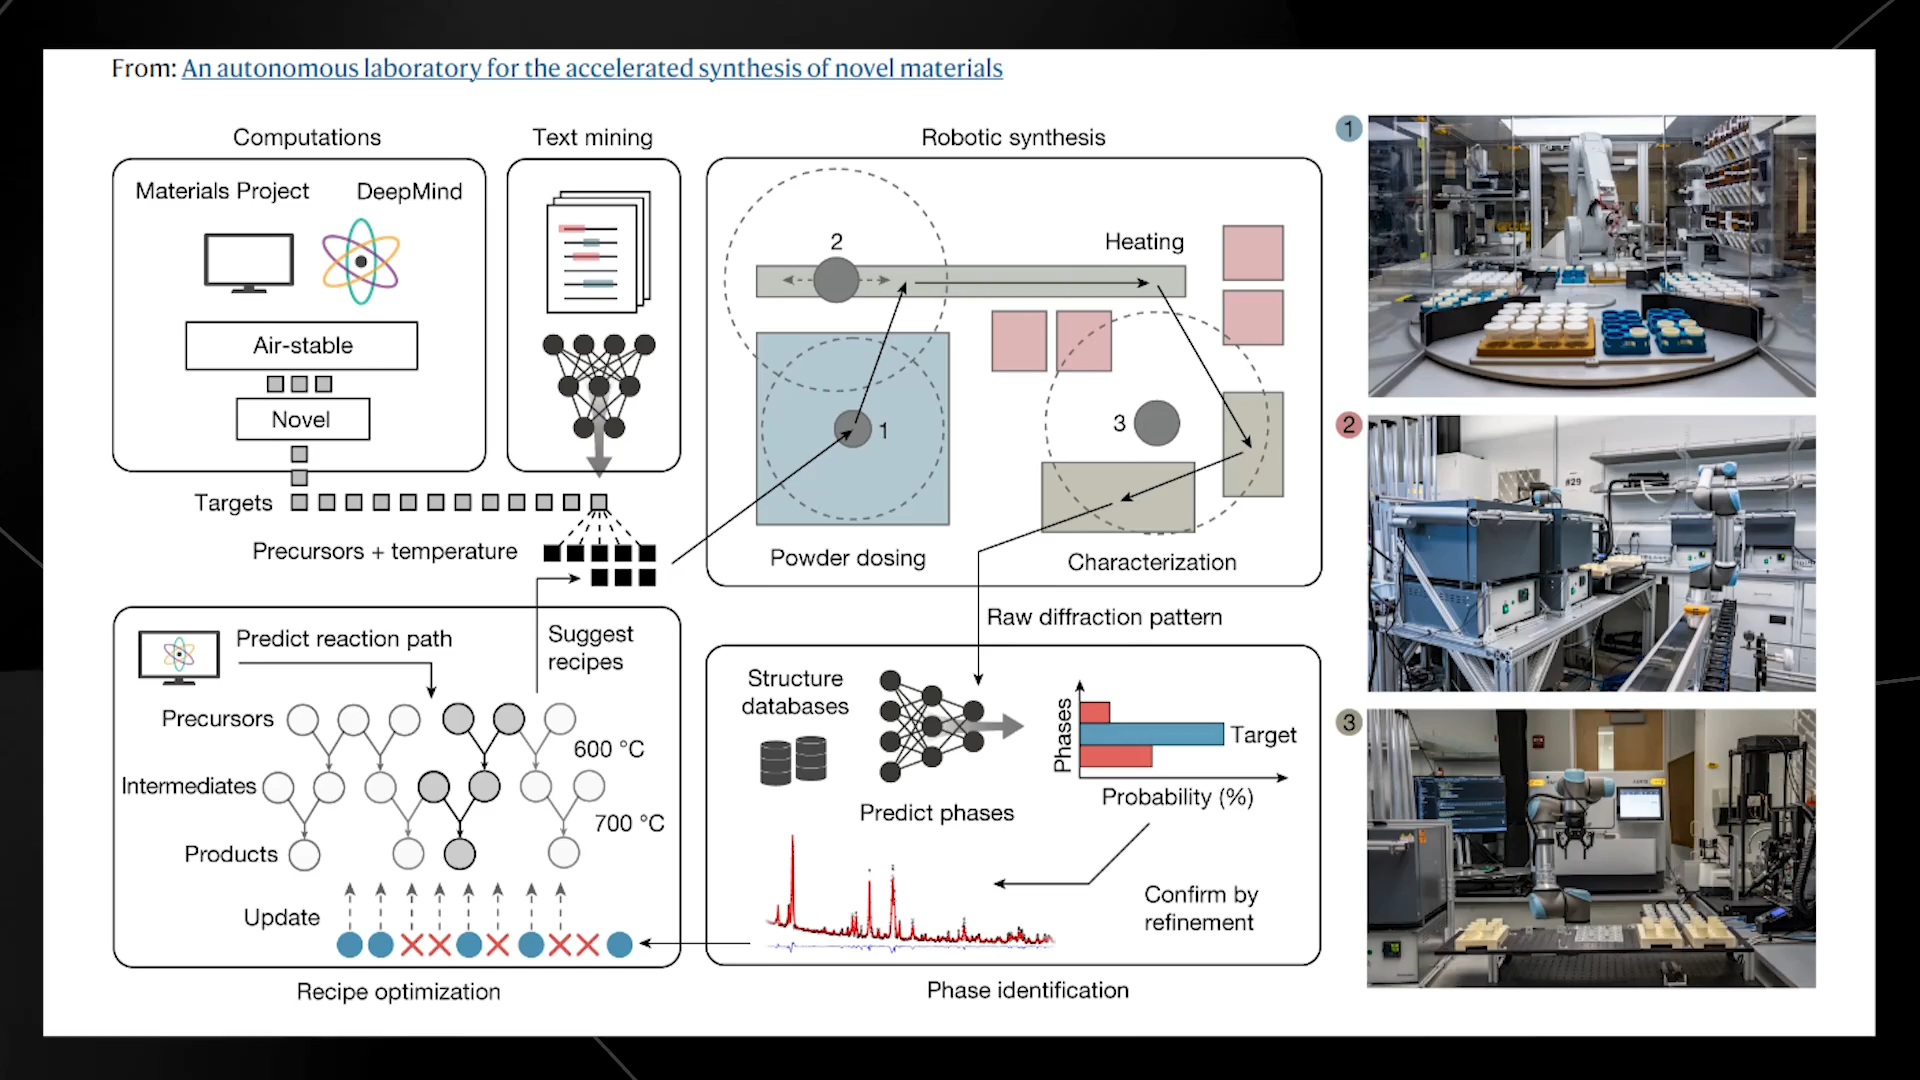 From: An autonomous laboratory for the accelerated synthesis of novel materials
Computations
Materials Project
DeepMind
Air-stable
Novel
Targets
Text mining
Precursors + temperature
Robotic synthesis
2
Heating
1
3
Powder dosing
Characterization
Raw diffraction pattern
Predict reaction path
Suggest
recipes
Precursors
600 °C
Intermediates
700 °C
Products
Update
Recipe optimization
Structure
databases
Predict phases
Phases
Target
Probability (%)
Confirm by
refinement
Phase identification
1
2
#29
3